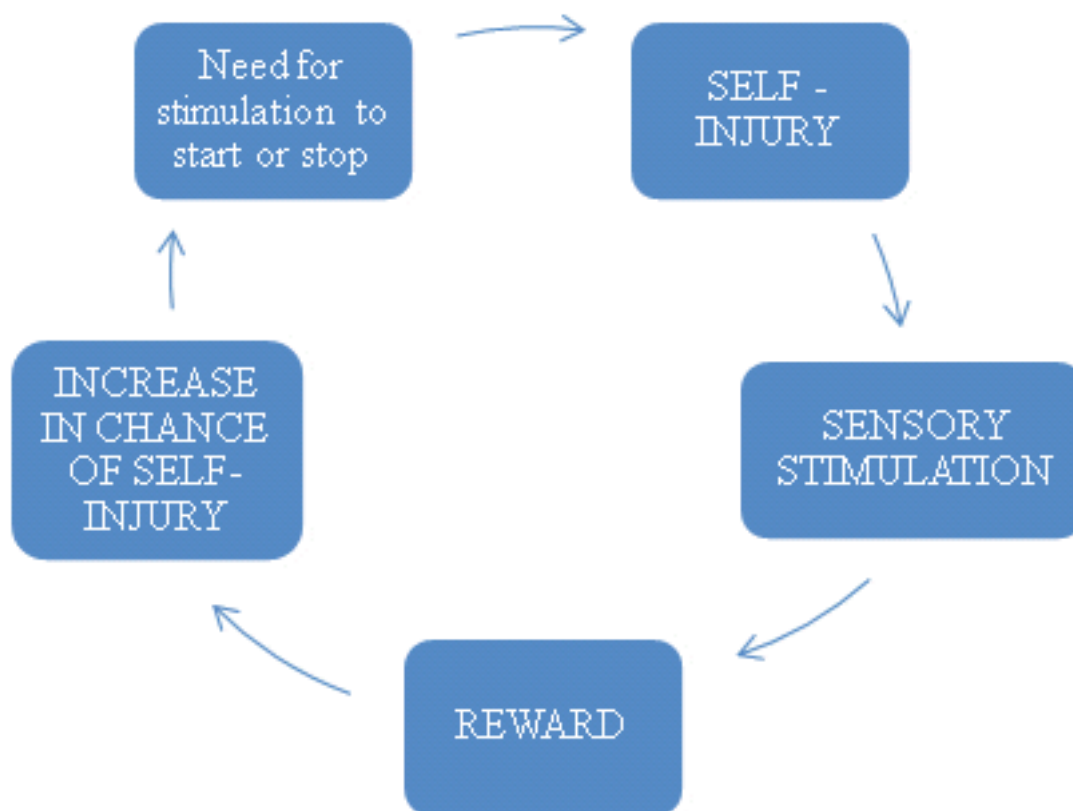 Need for
stimulation to
start or stop
SELF -
INJURY
SENSORY
STIMULATION
REWARD
INCREASE
IN CHANCE
OF SELF-
INJURY